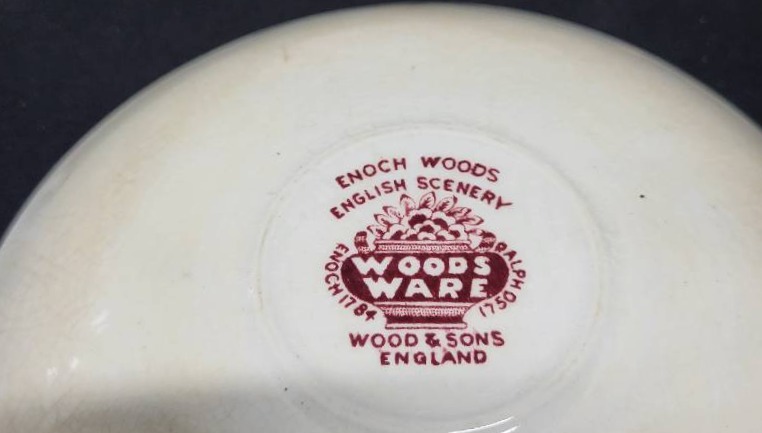 ENOCH WOODS
ENGLISH SCENERY
ENOCH 1784
WOODS
WARE
RALPH 1750
WOOD & SONS
ENGLAND